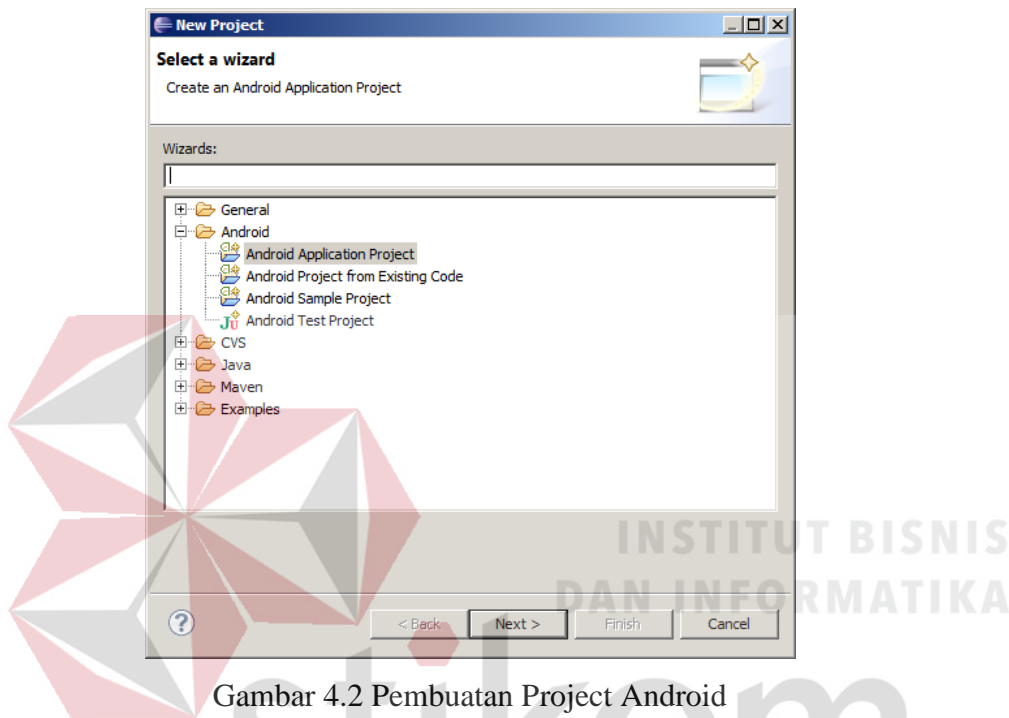 New Project
Select a wizard
Create an Android Application Project
Wizards:
General
Android
Android Application Project
Android Project from Existing Code
Android Sample Project
Android Test Project
CVS
Java
Maven
Examples
INSTITUT BISNIS
DAN INFORMATIKA
< Back
Next >
Finish
Cancel
stikom
Gambar 4.2 Pembuatan Project Android